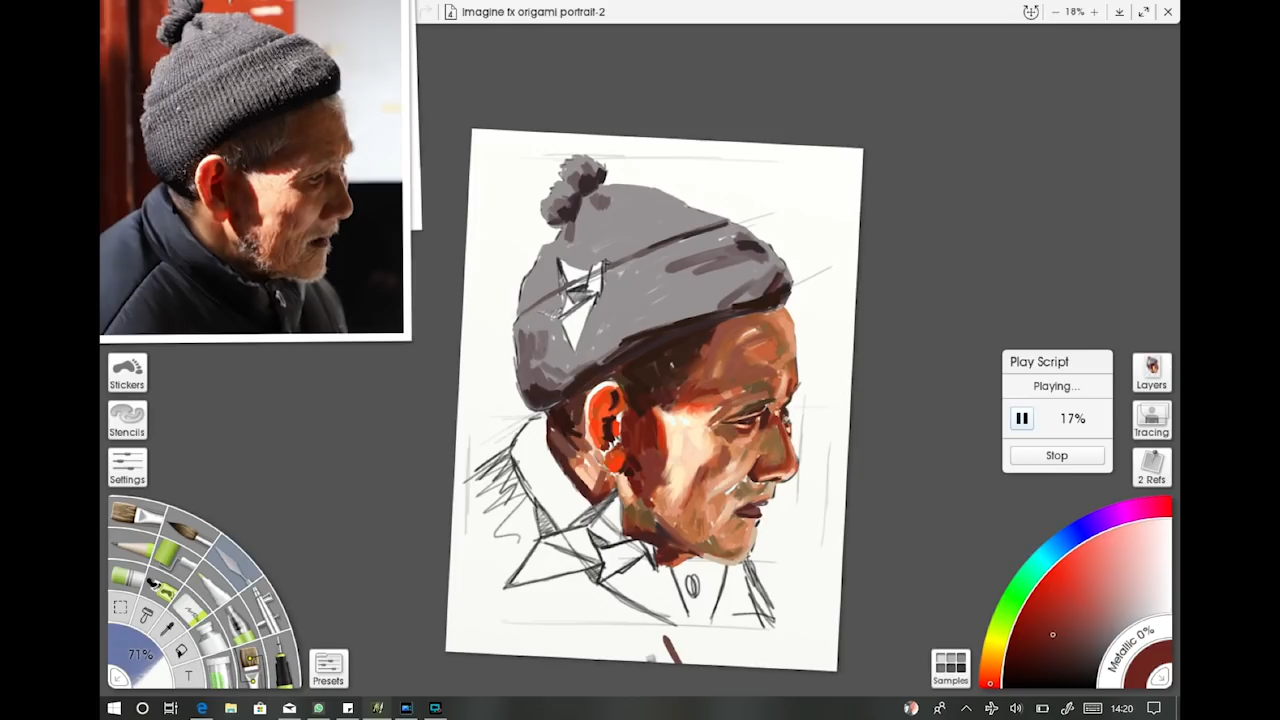 Imagine fx origami portrait-2
18%
Stickers
Stencils
Settings
71%
T
Presets
Play Script
Playing...
17%
Stop
Layers
Tracing
2 Refs
Metallic 0%
Samples
14:20